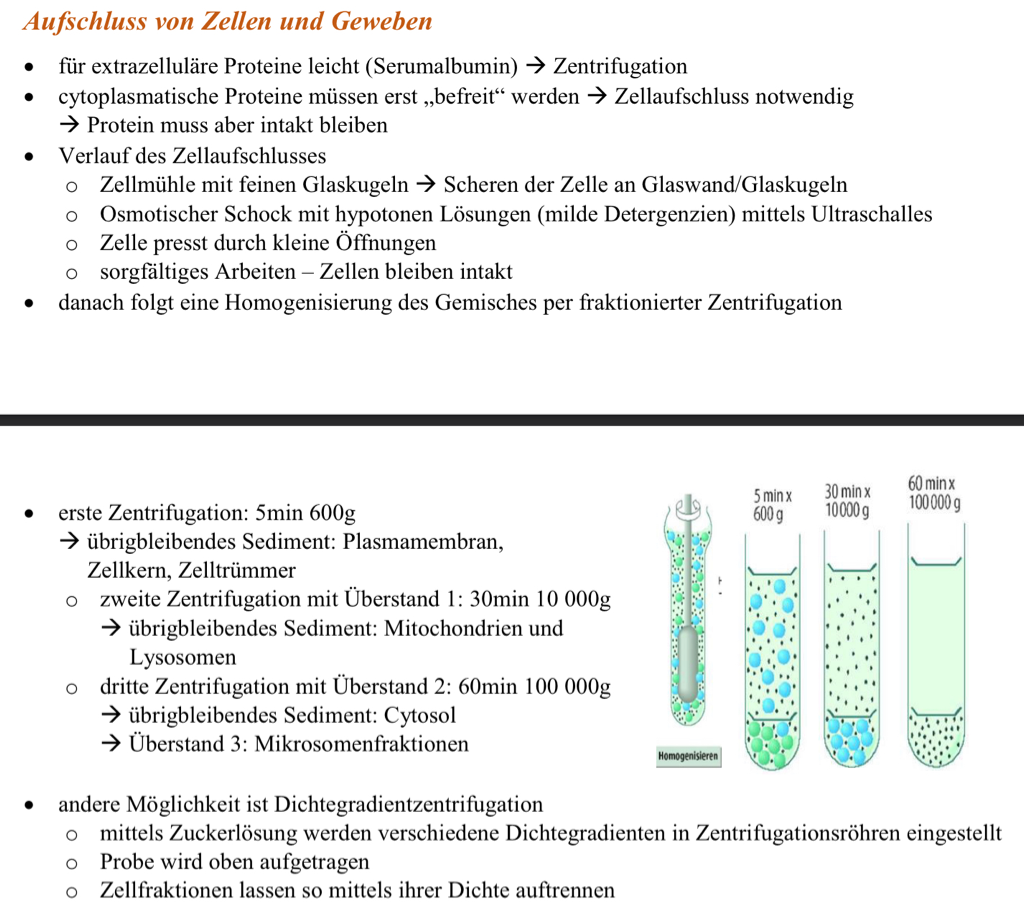 Aufschluss von Zellen und Geweben
• für extrazelluläre Proteine leicht (Serumalbumin) → Zentrifugation
• cytoplasmatische Proteine müssen erst „befreit“ werden → Zellaufschluss notwendig
→ Protein muss aber intakt bleiben
• Verlauf des Zellaufschlusses
o Zellmühle mit feinen Glaskugeln → Scheren der Zelle an Glaswand/Glaskugeln
o Osmotischer Schock mit hypotonen Lösungen (milde Detergenzien) mittels Ultraschalles
o Zelle presst durch kleine Öffnungen
o sorgfältiges Arbeiten – Zellen bleiben intakt
• danach folgt eine Homogenisierung des Gemisches per fraktionierter Zentrifugation
• erste Zentrifugation: 5min 600g
→ übrigbleibendes Sediment: Plasmamembran,
Zellkern, Zelltrümmer
o zweite Zentrifugation mit Überstand 1: 30min 10 000g
→ übrigbleibendes Sediment: Mitochondrien und
Lysosomen
o dritte Zentrifugation mit Überstand 2: 60min 100 000g
→ übrigbleibendes Sediment: Cytosol
→ Überstand 3: Mikrosomenfraktionen
5 min x
600 g
30 min x
10000 g
60 min x
100000 g
Homogenisieren
• andere Möglichkeit ist Dichtegradientzentrifugation
o mittels Zuckerlösung werden verschiedene Dichtegradienten in Zentrifugationsröhren eingestellt
o Probe wird oben aufgetragen
o Zellfraktionen lassen so mittels ihrer Dichte auftrennen